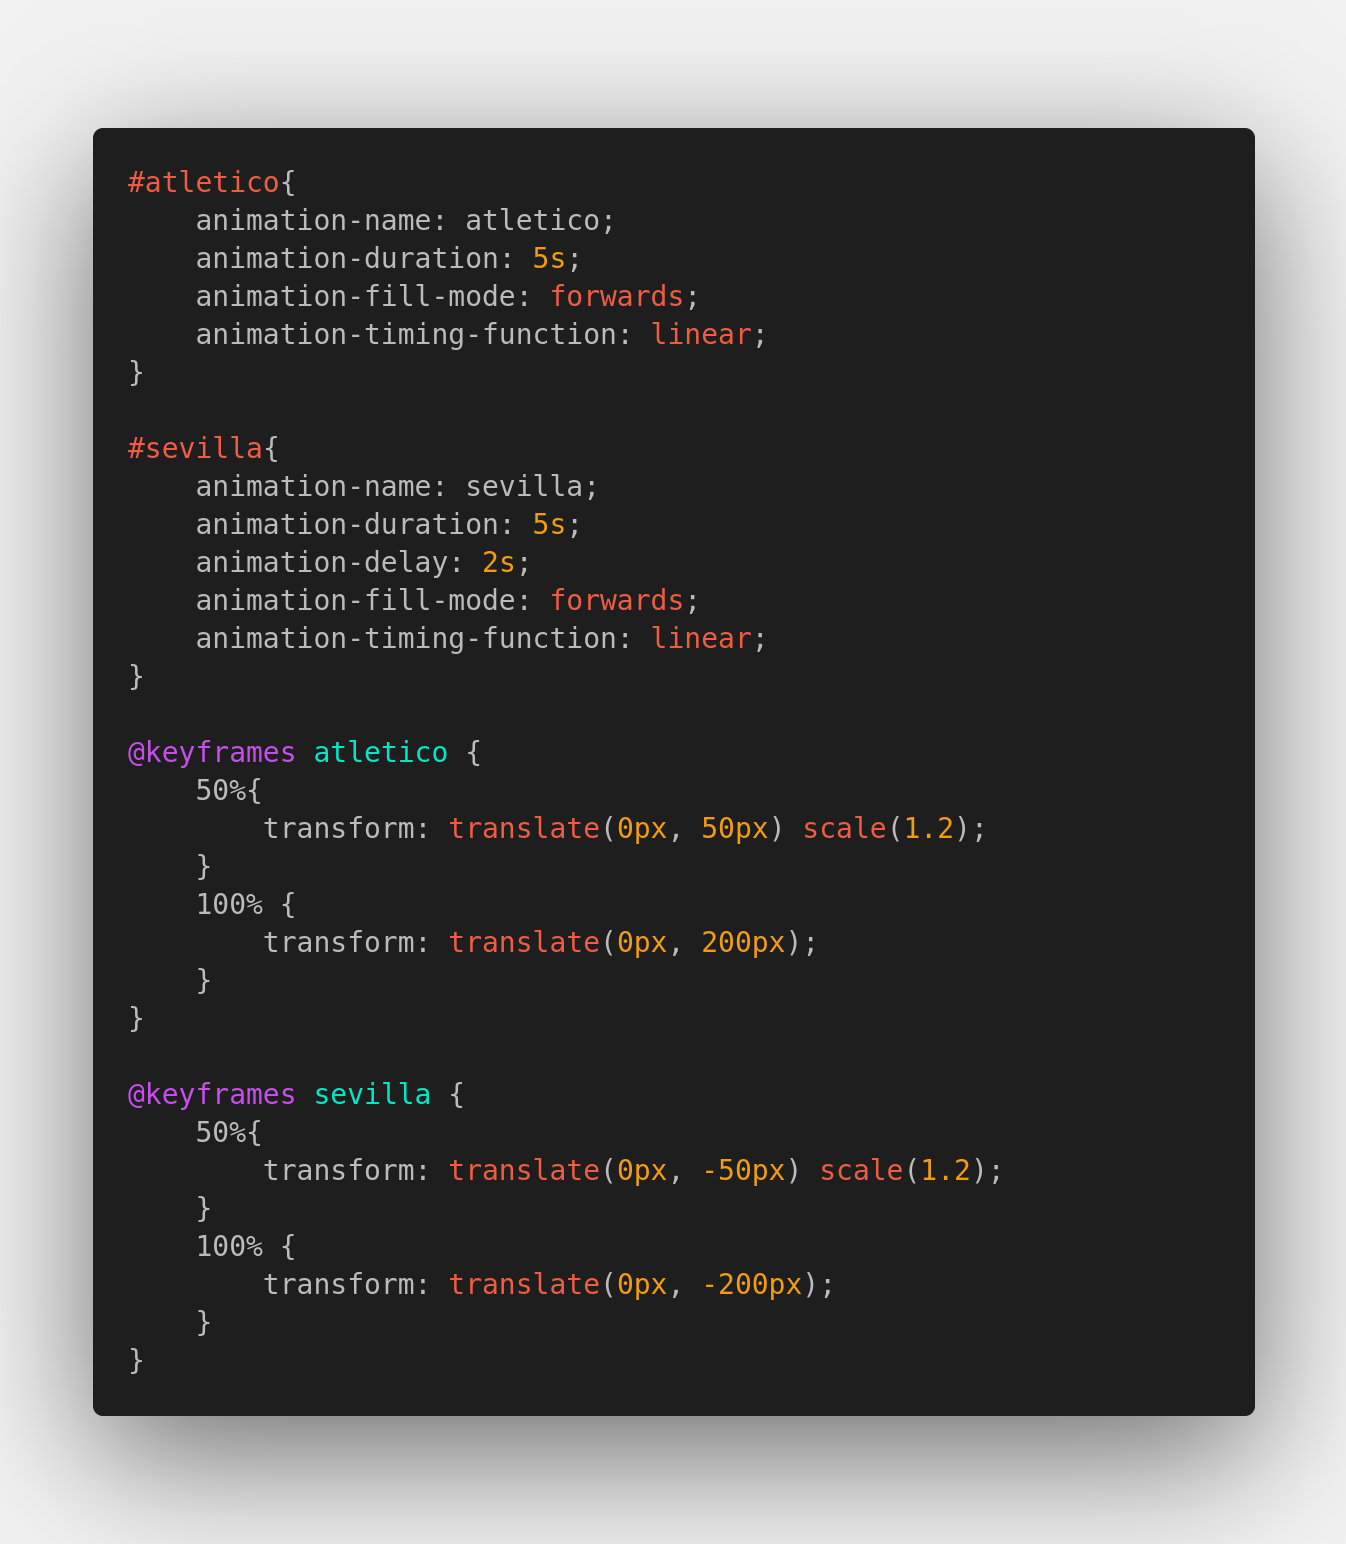 #atletico{
    animation-name: atletico;
    animation-duration: 5s;
    animation-fill-mode: forwards;
    animation-timing-function: linear;
}

#sevilla{
    animation-name: sevilla;
    animation-duration: 5s;
    animation-delay: 2s;
    animation-fill-mode: forwards;
    animation-timing-function: linear;
}

@keyframes atletico {
    50%{
        transform: translate(0px, 50px) scale(1.2);
    }
    100% {
        transform: translate(0px, 200px);
    }
}

@keyframes sevilla {
    50%{
        transform: translate(0px, -50px) scale(1.2);
    }
    100% {
        transform: translate(0px, -200px);
    }
}